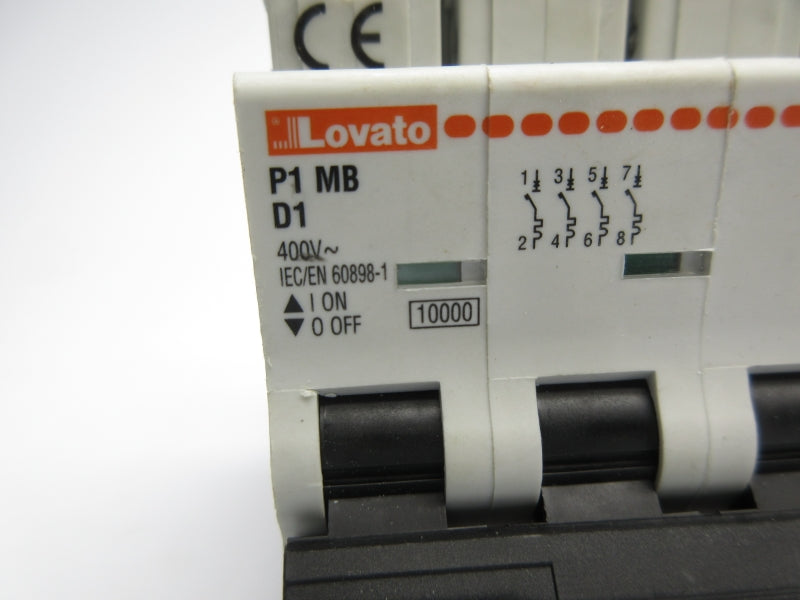 CE
Lovato
P1 MB
D1
400V~
IEC/EN 60898-1
▲ I ON
▼ O OFF
10000
1 3 5 7
2 4 6 8